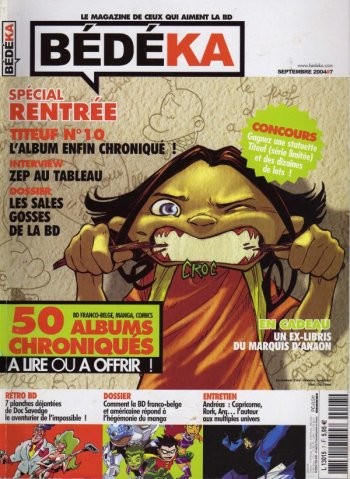 LE MAGAZINE DE CEUX QUI AIMENT LA BD
BÉDÉKA
BÉDÉKA
www.bedeka.com
SEPTEMBRE 2004#7
SPÉCIAL
RENTRÉE
TITEUF N°10
L'ALBUM ENFIN CHRONIQUÉ !
INTERVIEW
ZEP AU TABLEAU
DOSSIER
LES SALES
GOSSES
DE LA BD
CONCOURS
Gagnez une statuette
Titeuf (série limitée)
et des dizaines
de lots !
CROC
EN CADEAU
UN EX-LIBRIS
DU MARQUIS D'ANAON
BD FRANCO-BELGE, MANGA, COMICS
50 ALBUMS
CHRONIQUÉS
A LIRE OU A OFFRIR !
RÉTRO BD
7 planches déjantées
de Doc Savadge
le aventurier de l'impossible !
DOSSIER
Comment la BD franco-belge
et américaine répond à
l'hégémonie du manga
ENTRETIEN
Andréas : Capricorne,
Rork, Arq... l'auteur
aux multiples univers